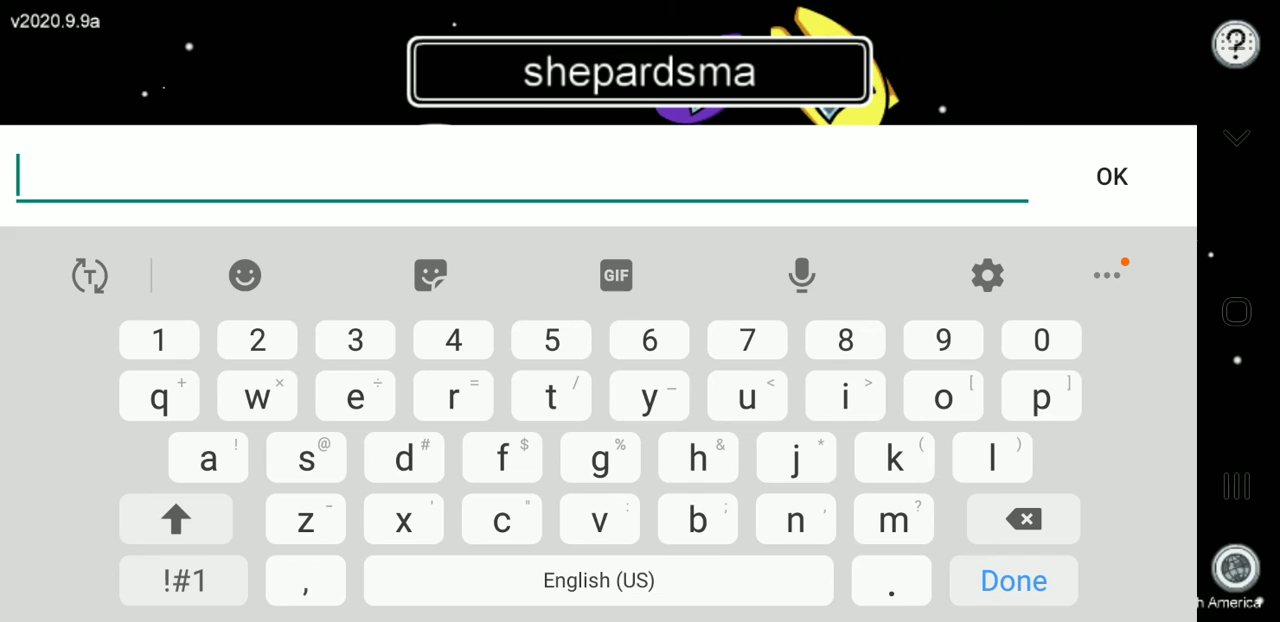 v2020.9.9a
shepardsma
?
OK
T
GIF
1 2 3 4 5 6 7 8 9 0
q + w × e ÷ r = t / y _ u < i > o [ p ]
a ! s @ d # f $ g % h & j * k ( l )
z - x ' c " v : b ; n , m ?
!#1 , English (US) . Done
h America